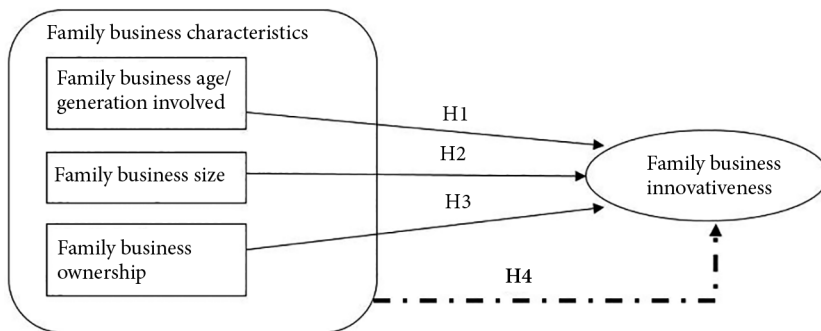 Family business characteristics
Family business age/
generation involved
H1
H2
Family business size
Family business
innovativeness
H3
Family business
ownership
H4